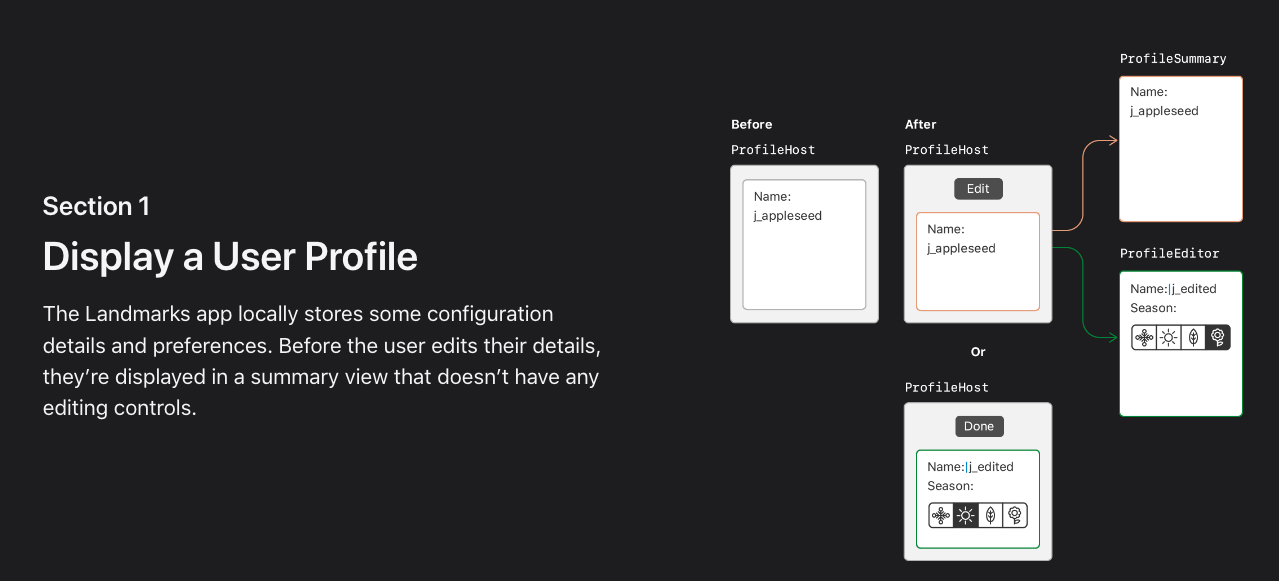 Section 1
Display a User Profile
The Landmarks app locally stores some configuration
details and preferences. Before the user edits their details,
they’re displayed in a summary view that doesn’t have any
editing controls.
Before
ProfileHost
Name:
j_appleseed
After
ProfileHost
Edit
Name:
j_appleseed
Or
ProfileHost
Done
Name:|j_edited
Season:
ProfileSummary
Name:
j_appleseed
ProfileEditor
Name:|j_edited
Season: